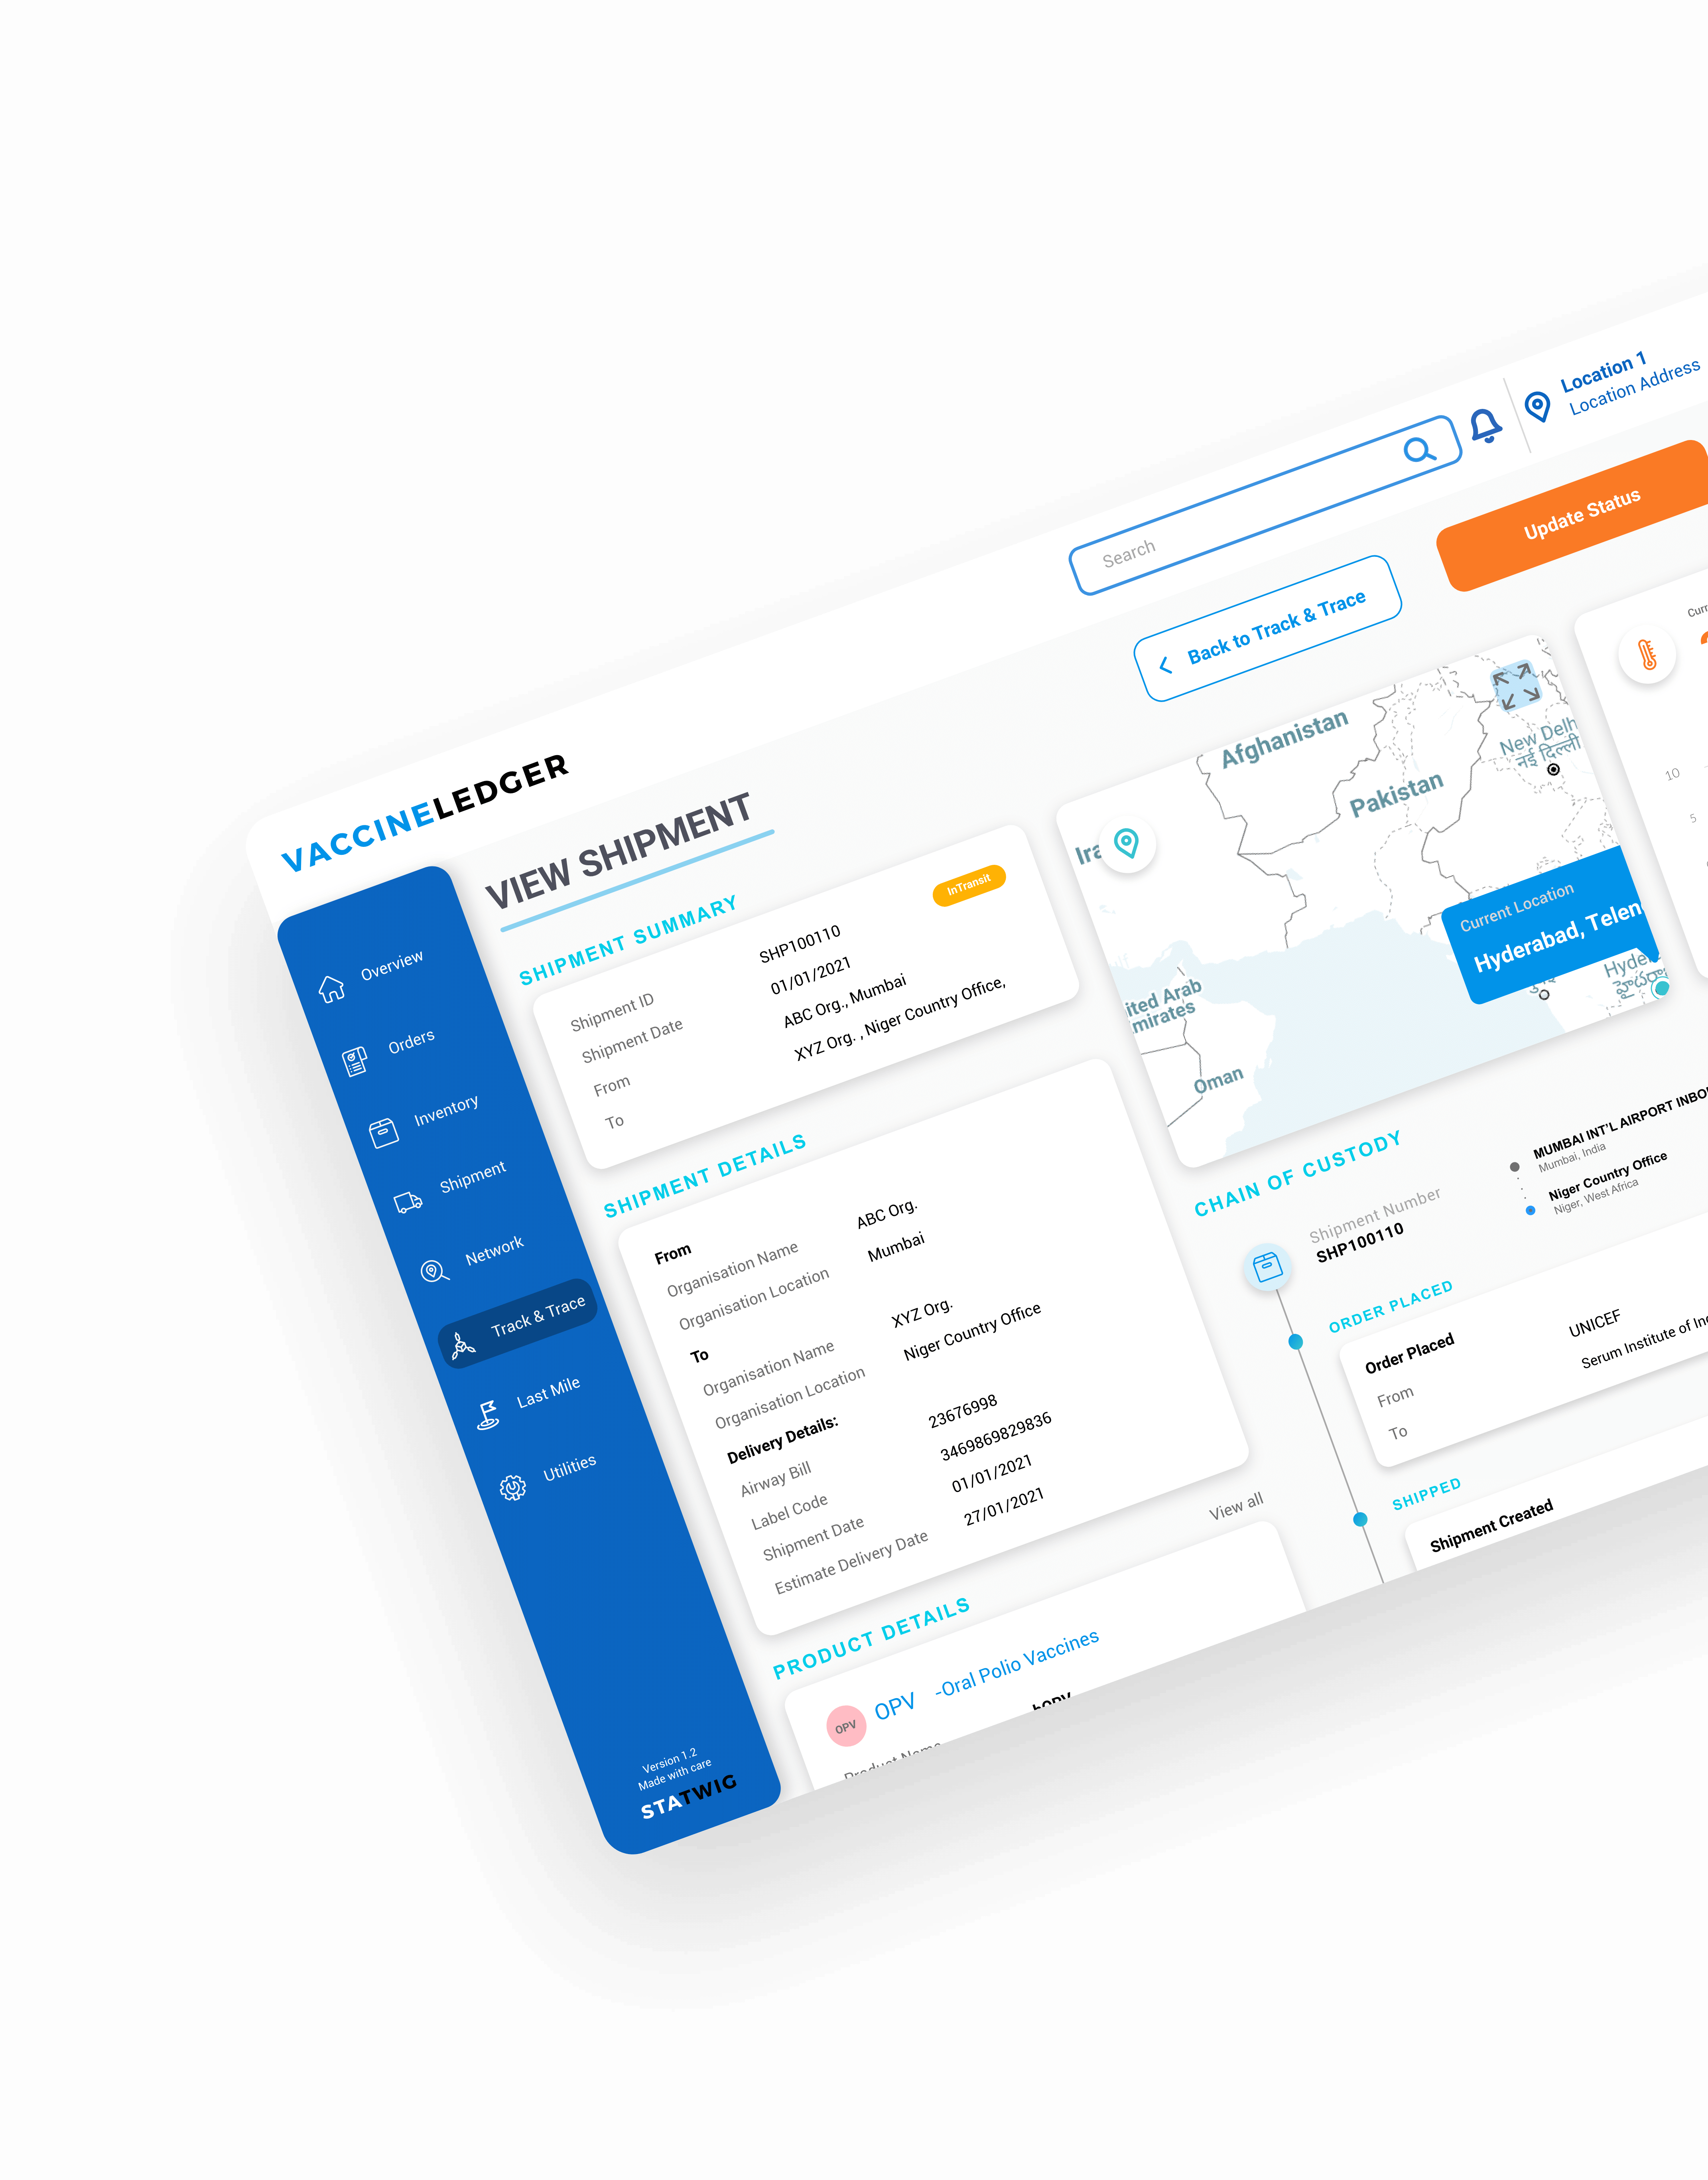 VACCINELEDGER
Search
Location 1
Location Address
Update Status
Back to Track & Trace
Overview
Orders
Inventory
Shipment
Network
Track & Trace
Last Mile
Utilities
Version 1.2
Made with care
STATWIG
VIEW SHIPMENT
SHIPMENT SUMMARY
InTransit
Shipment ID SHP100110
Shipment Date 01/01/2021
From ABC Org., Mumbai
To XYZ Org. , Niger Country Office,
SHIPMENT DETAILS
From
Organisation Name ABC Org.
Organisation Location Mumbai
To
Organisation Name XYZ Org.
Organisation Location Niger Country Office
Delivery Details:
Airway Bill 23676998
Label Code 3469869829836
Shipment Date 01/01/2021
Estimate Delivery Date 27/01/2021
PRODUCT DETAILS
View all
OPV
OPV -Oral Polio Vaccines
Product Name bOPV
Afghanistan
Pakistan
New Delh
नई दिल्ली
Ira
ited Arab
mirates
Oman
Current Location
Hyderabad, Telen
Hyde
Curr
10
5
CHAIN OF CUSTODY
Shipment Number
SHP100110
MUMBAI INT'L AIRPORT INBO
Mumbai, India
Niger Country Office
Niger, West Africa
ORDER PLACED
Order Placed
From UNICEF
To Serum Institute of In
SHIPPED
Shipment Created